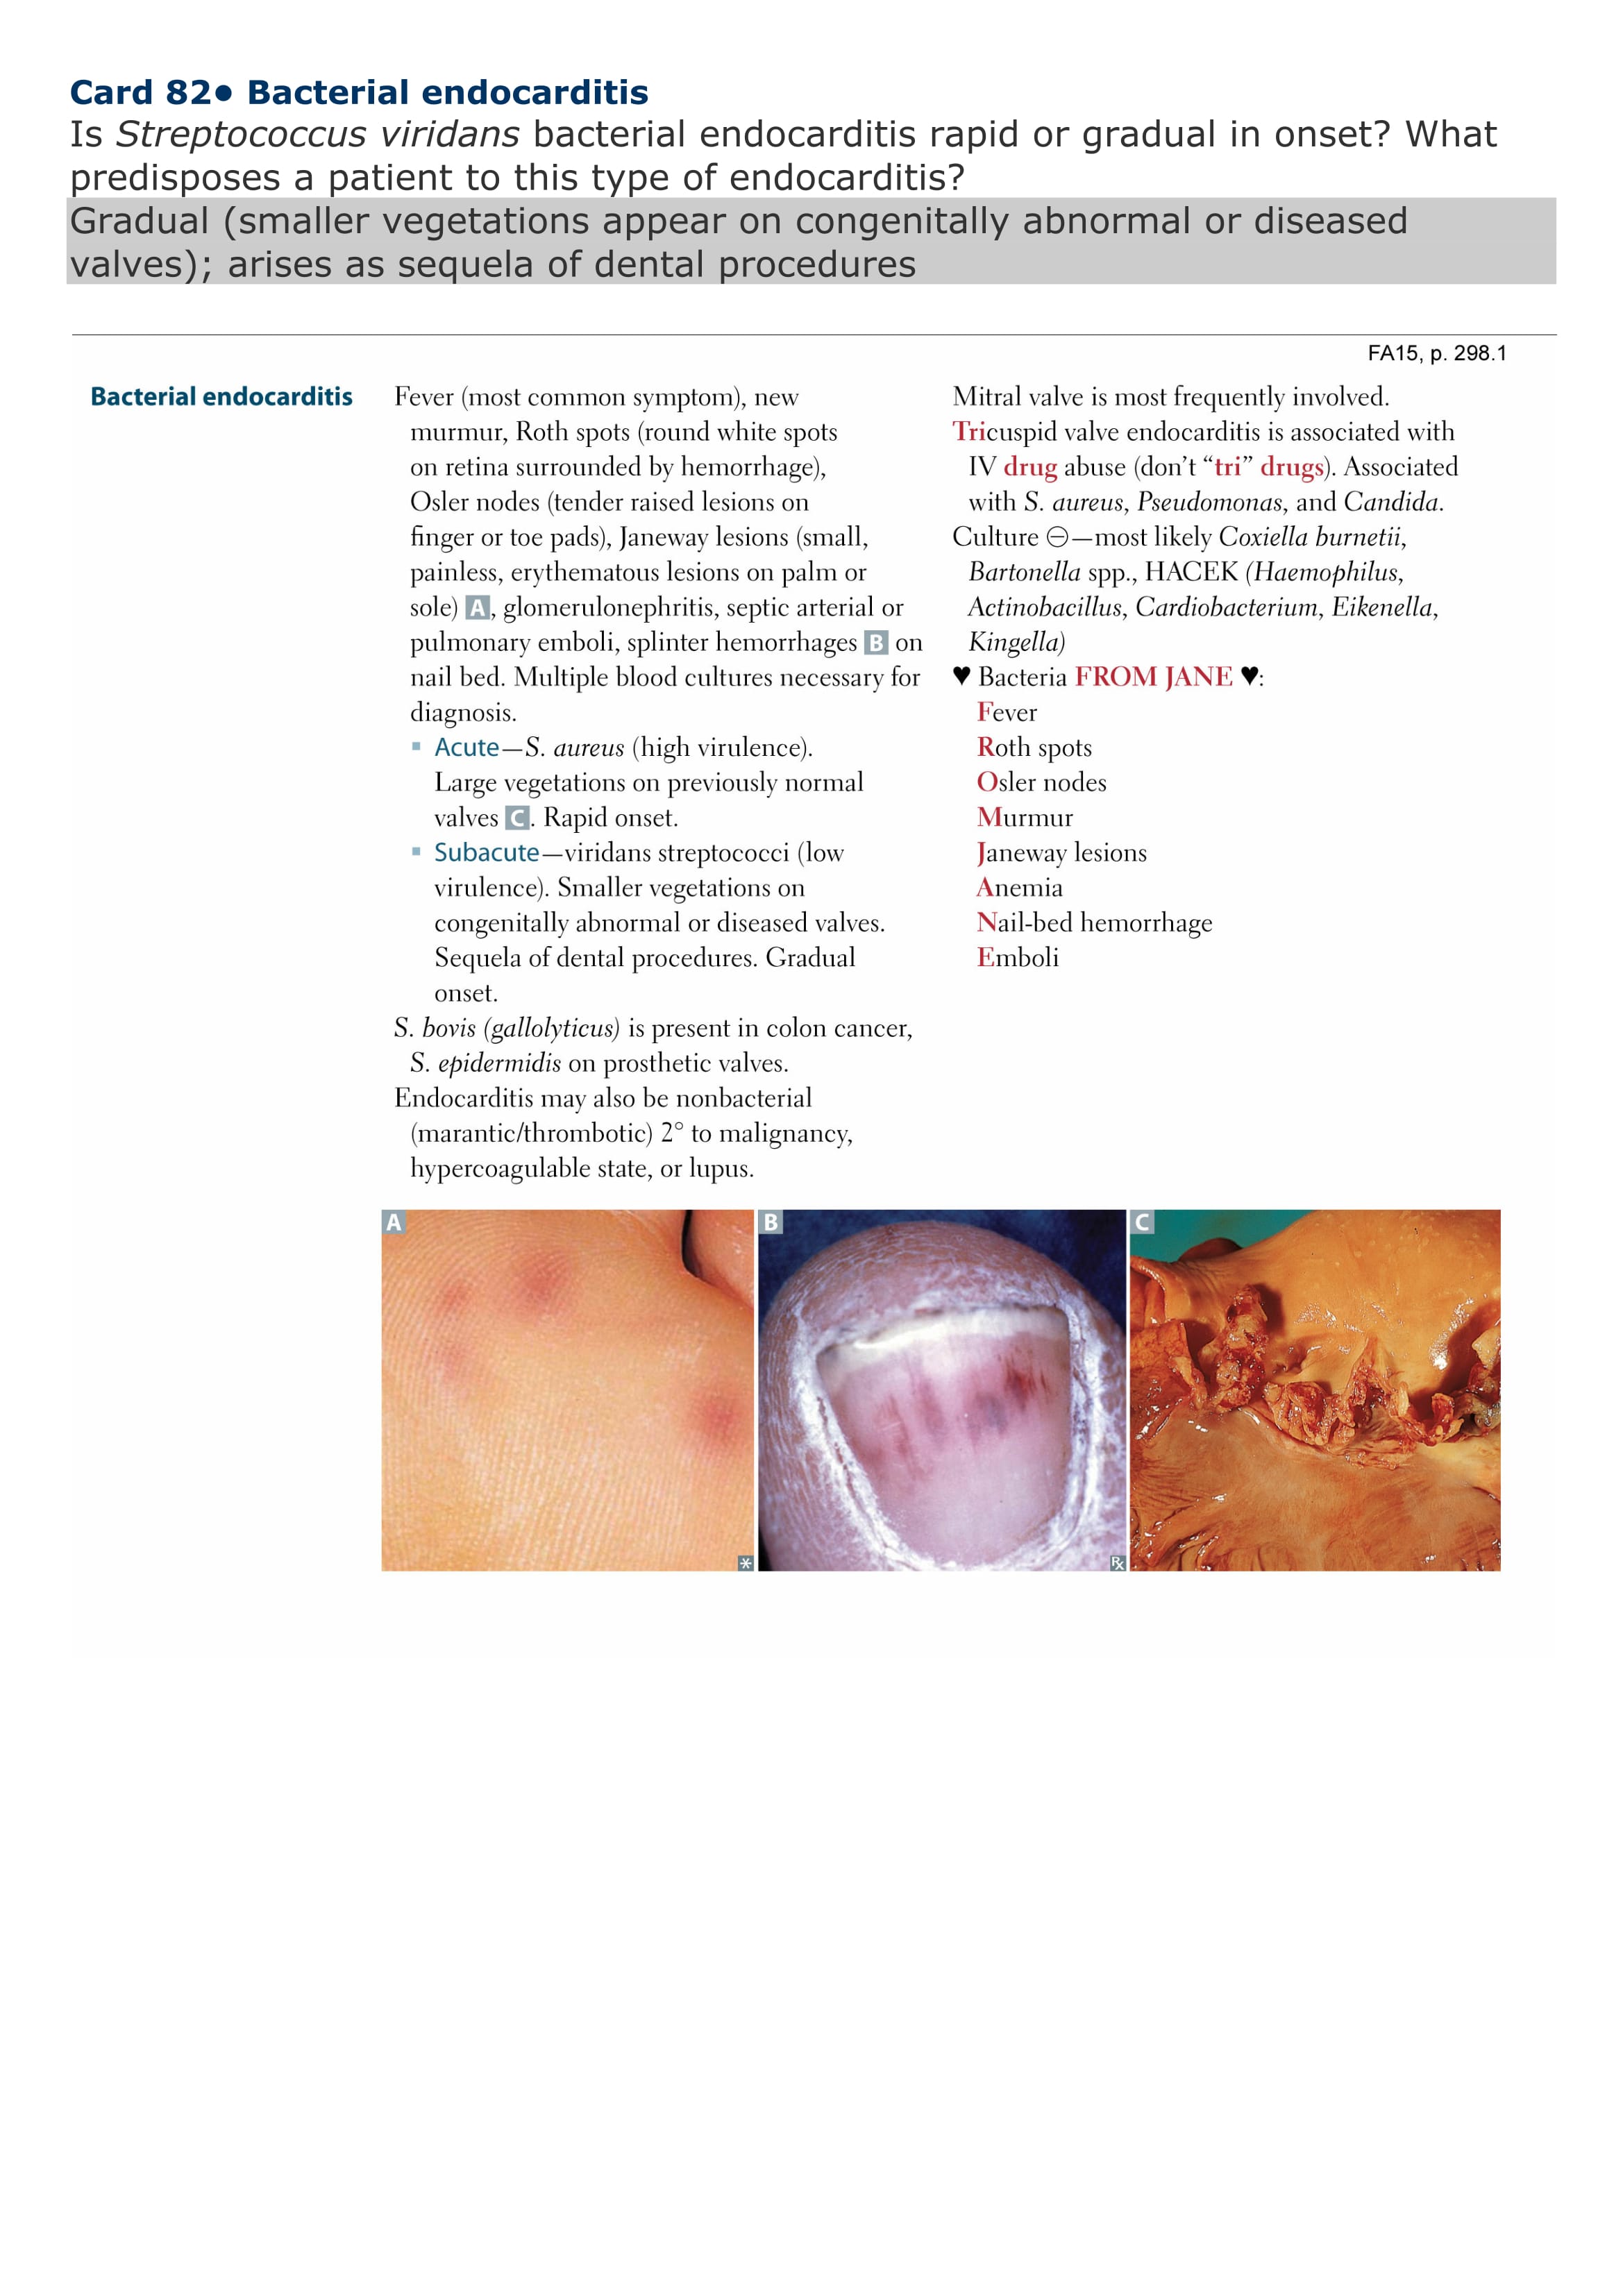 Card 82• Bacterial endocarditis
Is Streptococcus viridans bacterial endocarditis rapid or gradual in onset? What
predisposes a patient to this type of endocarditis?
Gradual (smaller vegetations appear on congenitally abnormal or diseased
valves); arises as sequela of dental procedures
FA15, p. 298.1
Bacterial endocarditis
Fever (most common symptom), new
murmur, Roth spots (round white spots
on retina surrounded by hemorrhage),
Osler nodes (tender raised lesions on
finger or toe pads), Janeway lesions (small,
painless, erythematous lesions on palm or
sole) A, glomerulonephritis, septic arterial or
pulmonary emboli, splinter hemorrhages B on
nail bed. Multiple blood cultures necessary for
diagnosis.
▪ Acute—S. aureus (high virulence).
Large vegetations on previously normal
valves C. Rapid onset.
▪ Subacute—viridans streptococci (low
virulence). Smaller vegetations on
congenitally abnormal or diseased valves.
Sequela of dental procedures. Gradual
onset.
S. bovis (gallolyticus) is present in colon cancer,
S. epidermidis on prosthetic valves.
Endocarditis may also be nonbacterial
(marantic/thrombotic) 2° to malignancy,
hypercoagulable state, or lupus.
Mitral valve is most frequently involved.
Tricuspid valve endocarditis is associated with
IV drug abuse (don’t “tri” drugs). Associated
with S. aureus, Pseudomonas, and Candida.
Culture ⊖—most likely Coxiella burnetii,
Bartonella spp., HACEK (Haemophilus,
Actinobacillus, Cardiobacterium, Eikenella,
Kingella)
♥ Bacteria FROM JANE ♥:
Fever
Roth spots
Osler nodes
Murmur
Janeway lesions
Anemia
Nail-bed hemorrhage
Emboli
A
B
C
*
℞